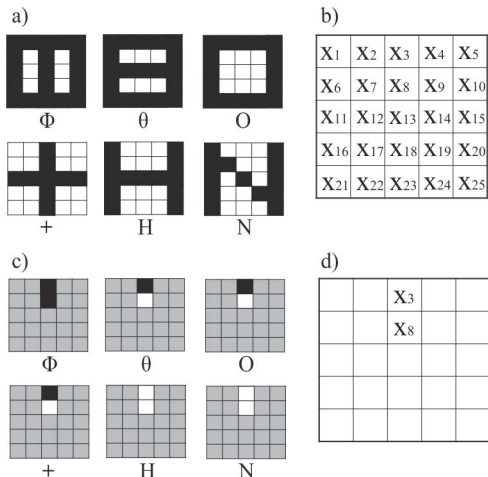 a)
b)
Φ θ O
+ H N
X1 X2 X3 X4 X5
X6 X7 X8 X9 X10
X11 X12 X13 X14 X15
X16 X17 X18 X19 X20
X21 X22 X23 X24 X25
c)
d)
Φ θ O
+ H N
X3
X8